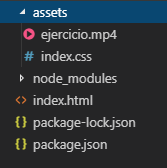 assets
ejercicio.mp4
index.css
node_modules
index.html
package-lock.json
package.json